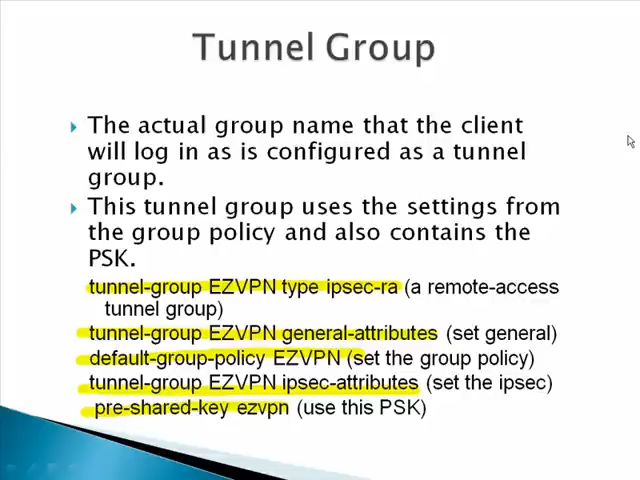 Tunnel Group
The actual group name that the client
will log in as is configured as a tunnel
group.
This tunnel group uses the settings from
the group policy and also contains the
PSK.
tunnel-group EZVPN type ipsec-ra (a remote-access
tunnel group)
tunnel-group EZVPN general-attributes (set general)
default-group-policy EZVPN (set the group policy)
tunnel-group EZVPN ipsec-attributes (set the ipsec)
pre-shared-key ezvpn (use this PSK)